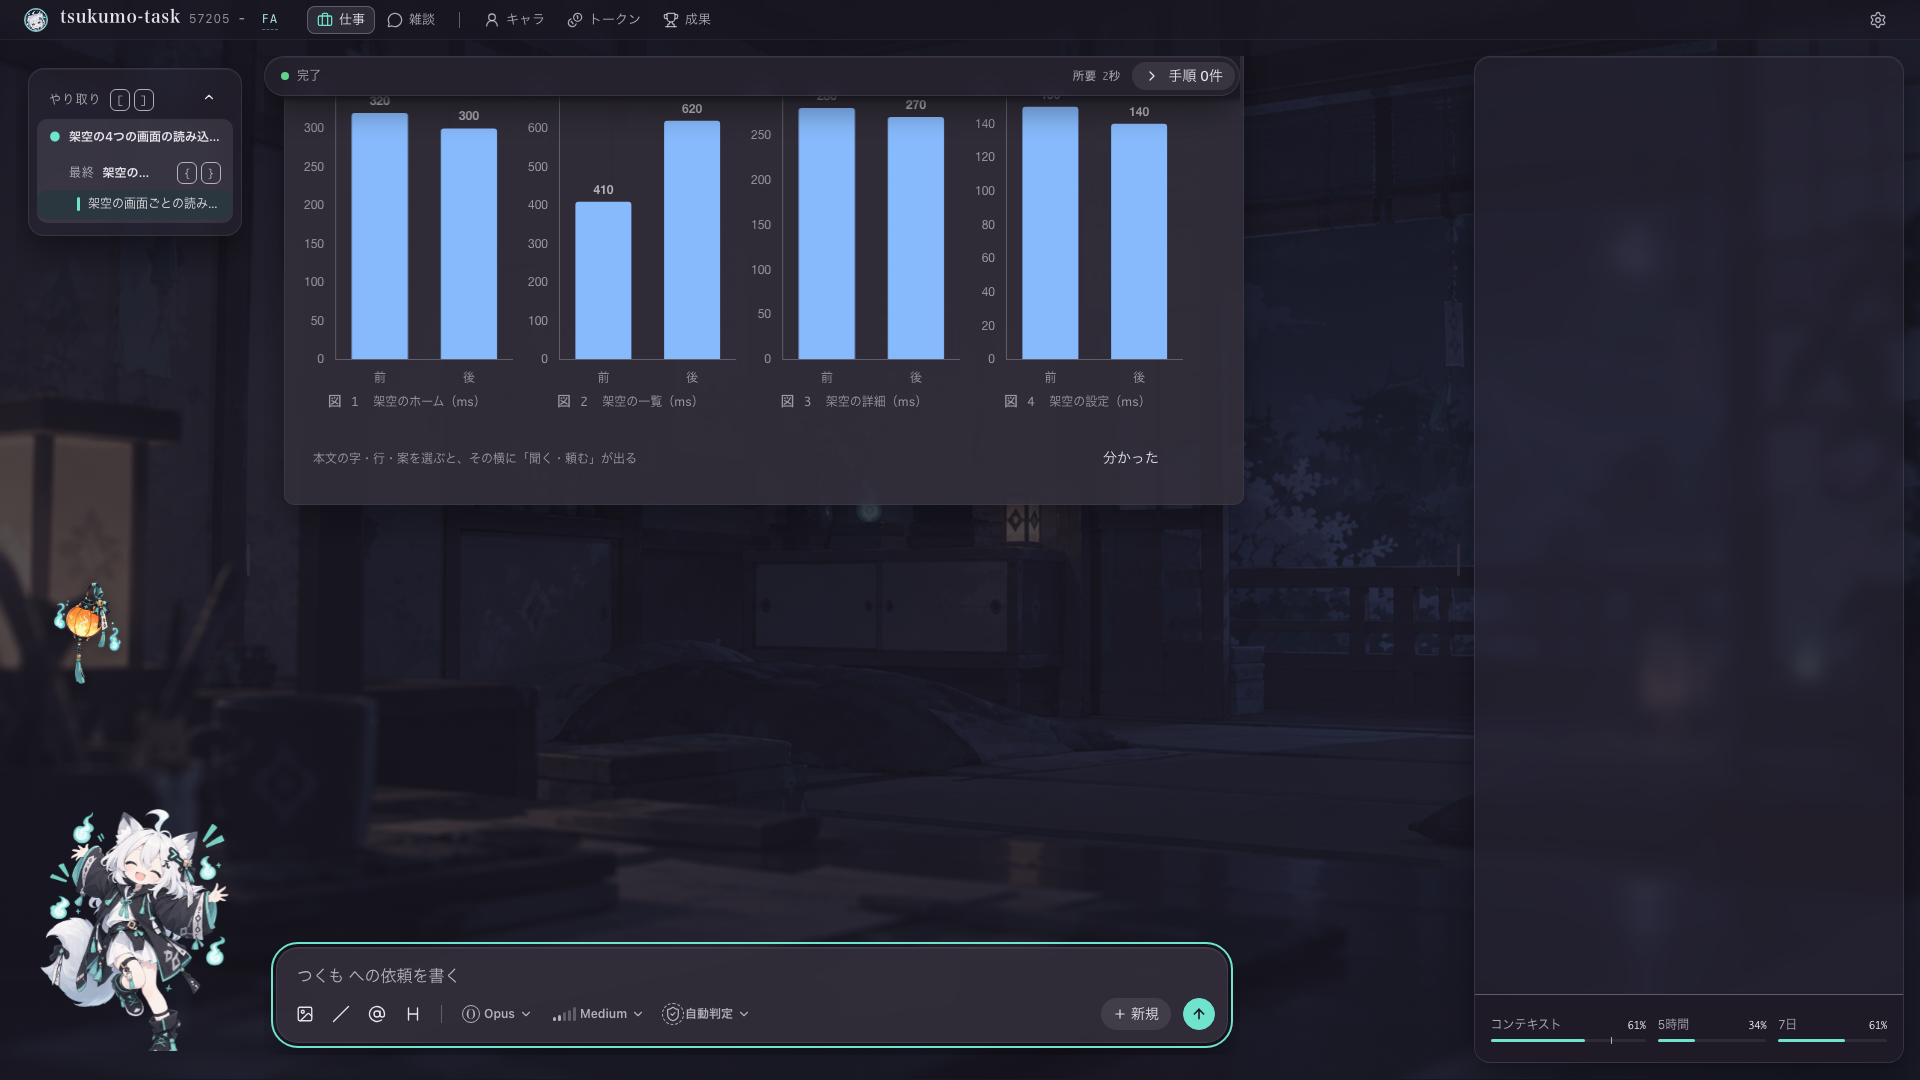 tsukumo-task 57205 - FA 仕事 雑談 キャラ トークン 成果
やり取り [ ]
架空の4つの画面の読み込...
最終 架空の... { }
架空の画面ごとの読み...
完了 所要 2秒 手順 0件
320 300
300 250 200 150 100 50 0
前 後
図 1 架空のホーム（ms）
410 620
600 500 400 300 200 100 0
前 後
図 2 架空の一覧（ms）
270
250 200 150 100 50 0
前 後
図 3 架空の詳細（ms）
140
140 120 100 80 60 40 20 0
前 後
図 4 架空の設定（ms）
本文の字・行・案を選ぶと、その横に「聞く・頼む」が出る 分かった
つくも への依頼を書く
Opus Medium 自動判定 + 新規
コンテキスト 61% 5時間 34% 7日 61%